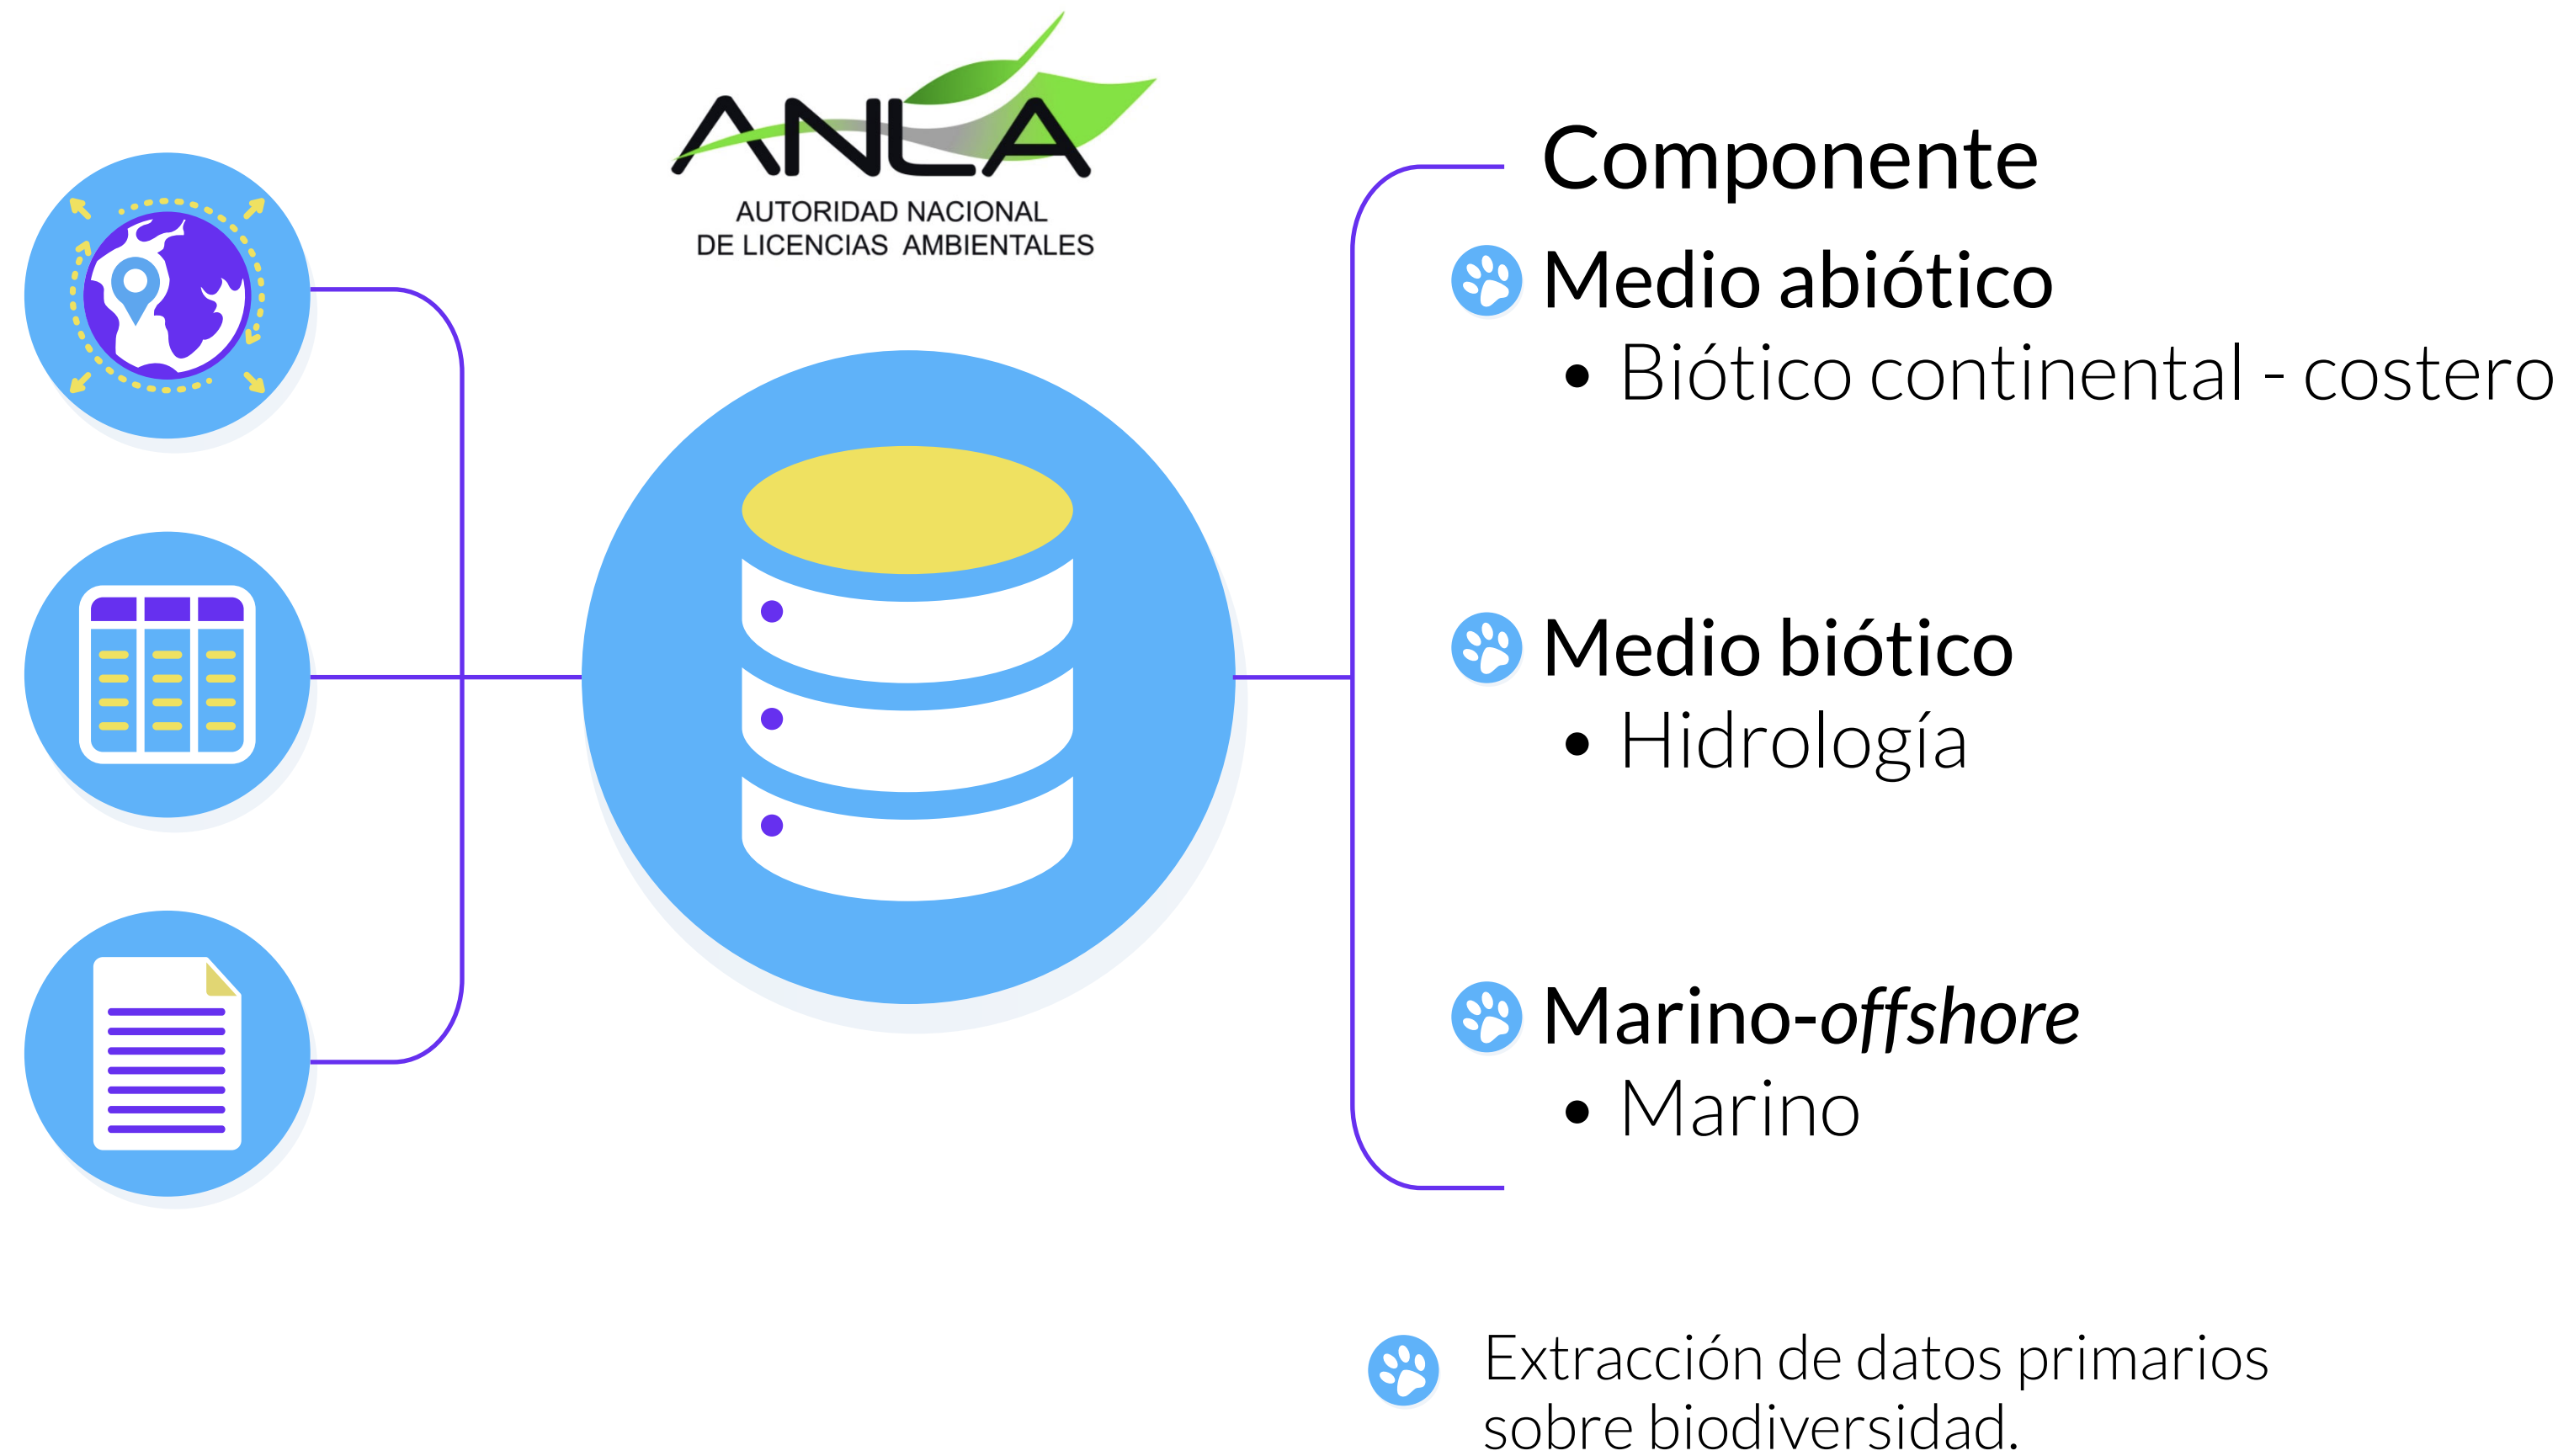 ANLA
AUTORIDAD NACIONAL
DE LICENCIAS AMBIENTALES
Componente
Medio abiótico
• Biótico continental - costero
Medio biótico
• Hidrología
Marino-offshore
• Marino
Extracción de datos primarios
sobre biodiversidad.